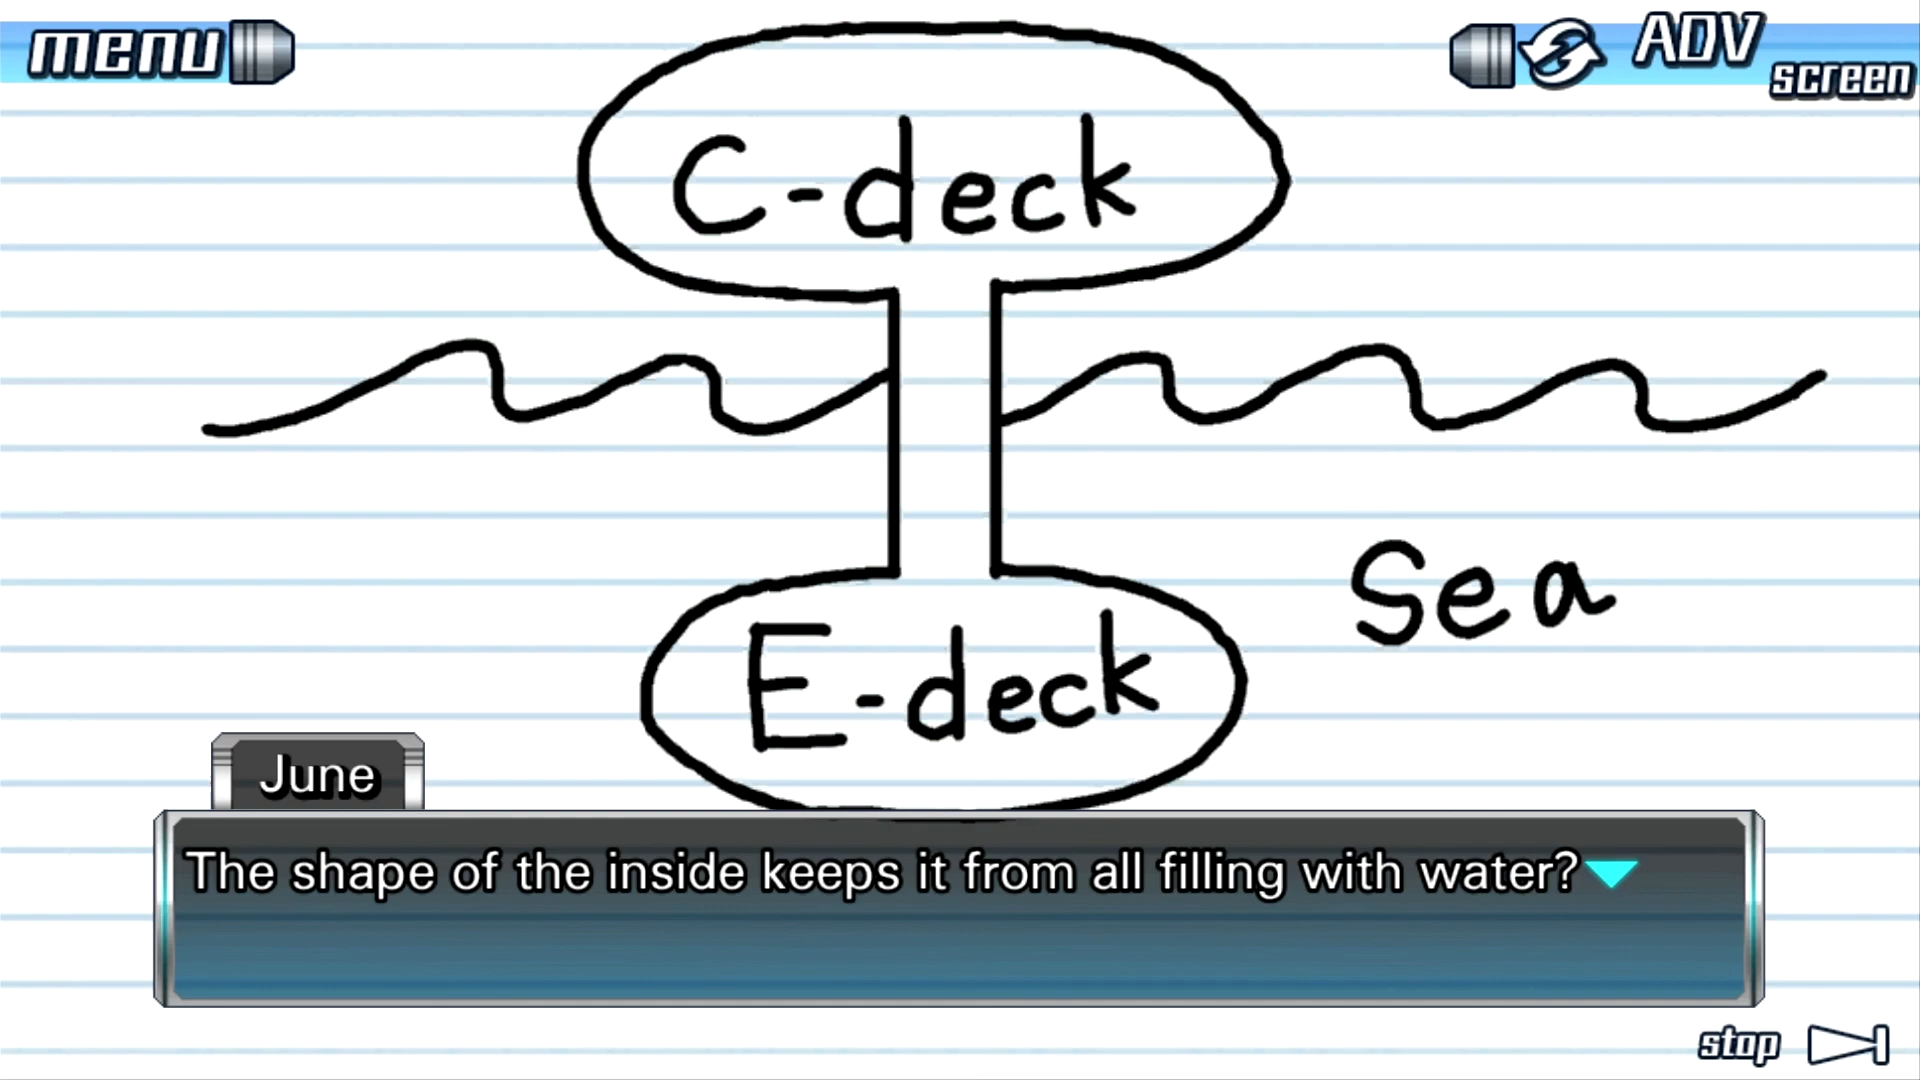 menu
ADV
screen
C-deck
Sea
E-deck
June
The shape of the inside keeps it from all filling with water?
stop